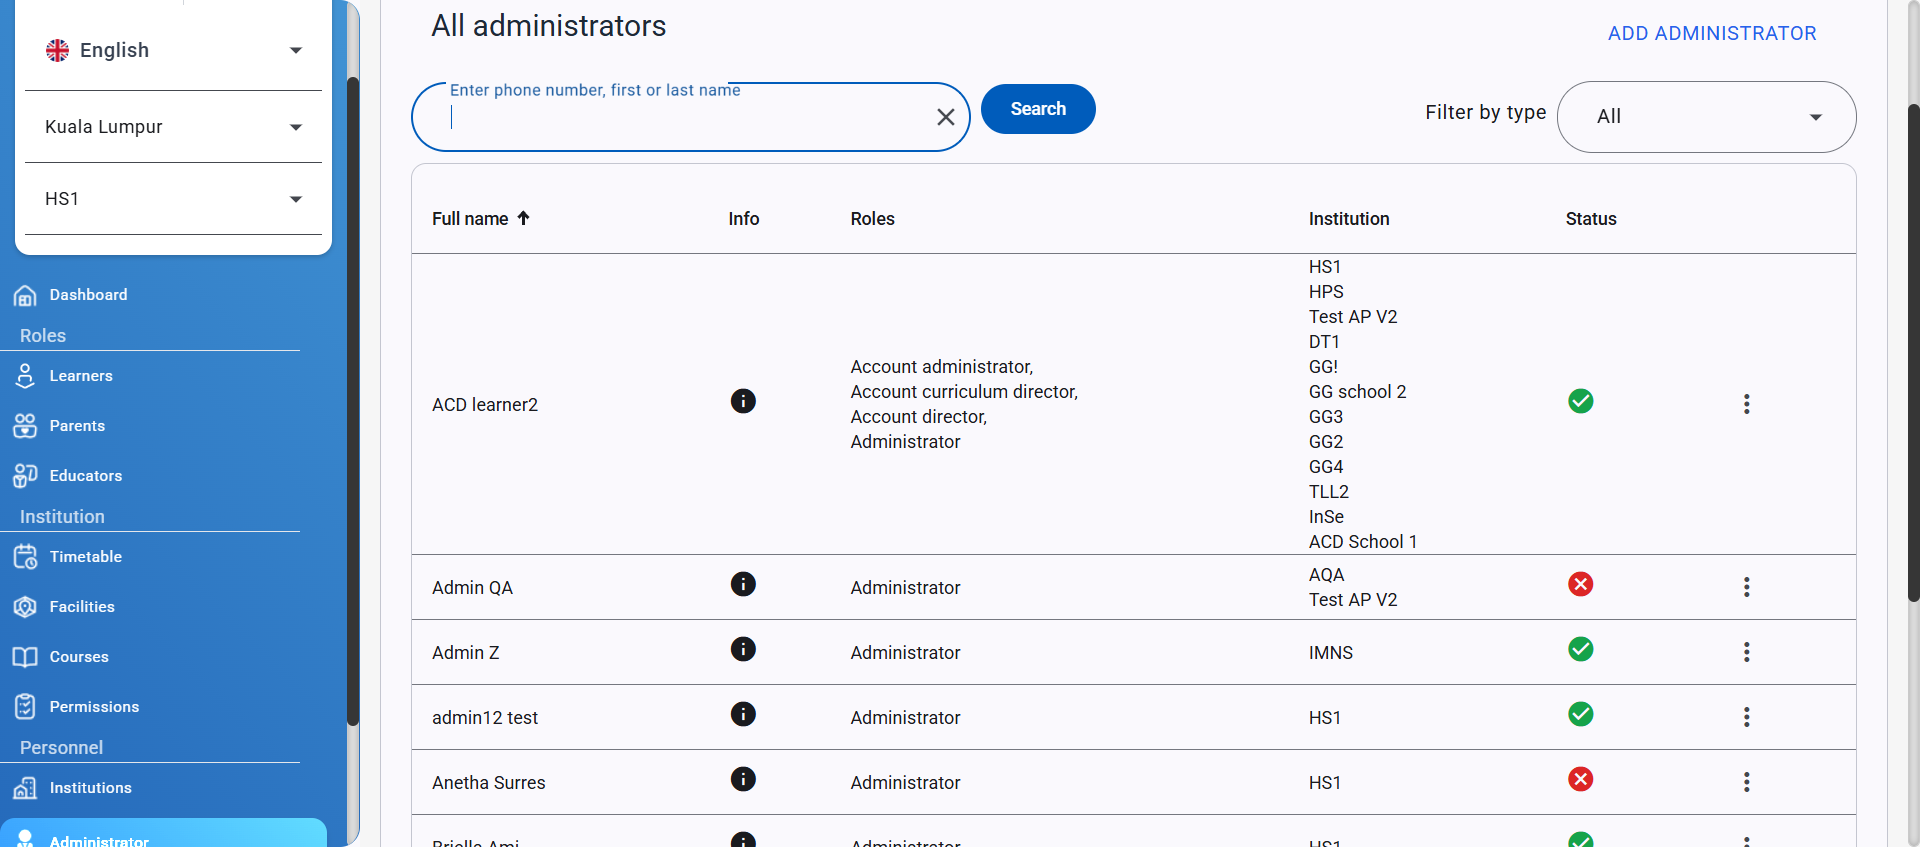 English
Kuala Lumpur
HS1
Dashboard
Roles
Learners
Parents
Educators
Institution
Timetable
Facilities
Courses
Permissions
Personnel
Institutions
Administrator
All administrators
ADD ADMINISTRATOR
Enter phone number, first or last name
Search
Filter by type
All
Full name Info Roles Institution Status
ACD learner2
Account administrator,
Account curriculum director,
Account director,
Administrator
HS1
HPS
Test AP V2
DT1
GG!
GG school 2
GG3
GG2
GG4
TLL2
InSe
ACD School 1
Admin QA
Administrator
AQA
Test AP V2
Admin Z Administrator IMNS
admin12 test Administrator HS1
Anetha Surres Administrator HS1
Administrator HS1